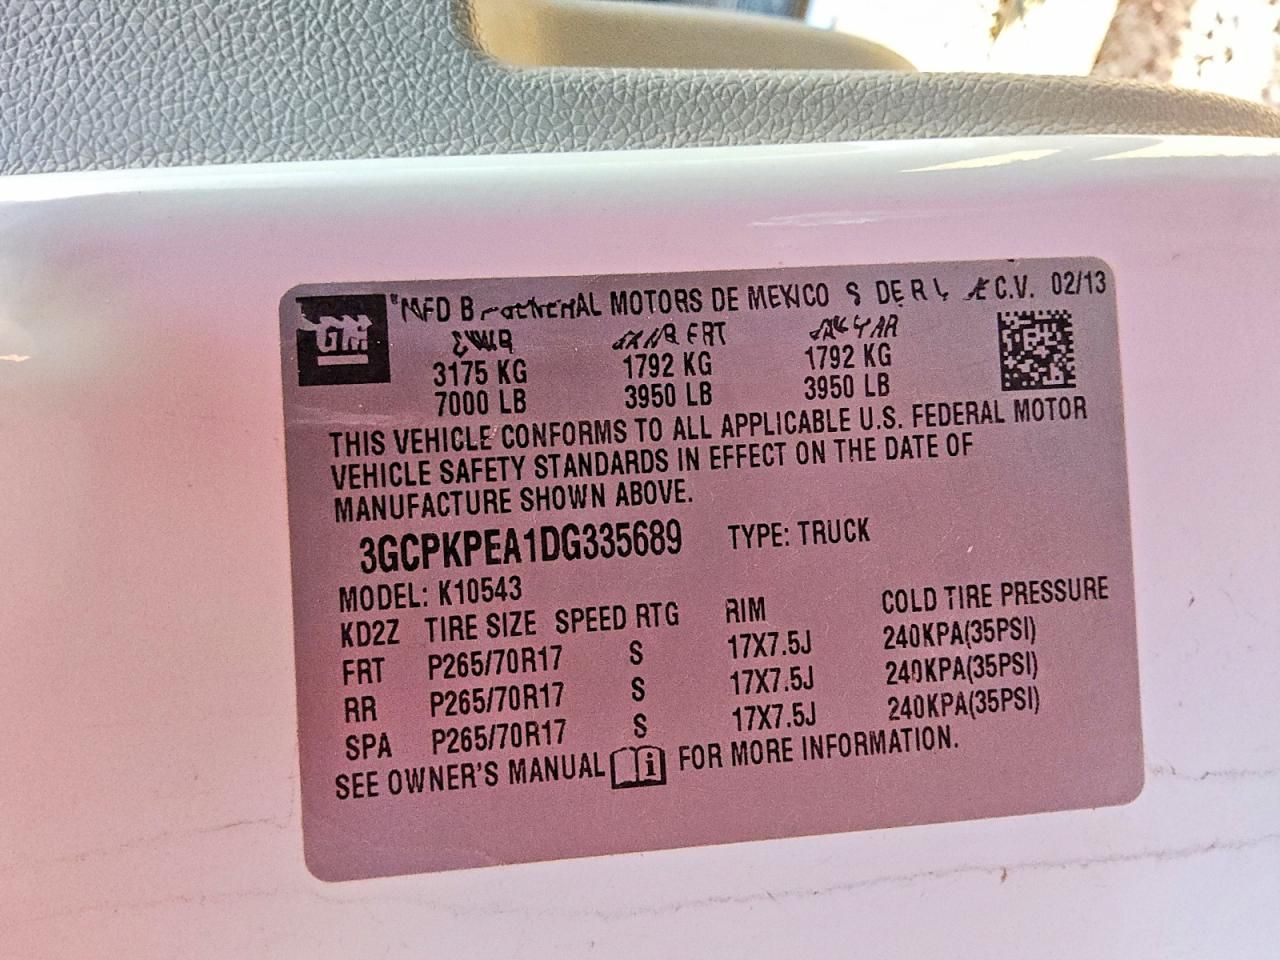 GM
MFD B GENERAL MOTORS DE MEXICO S DE R L C.V. 02/13
GVWR GAWR FRT GAWR RR
3175 KG 1792 KG 1792 KG
7000 LB 3950 LB 3950 LB
THIS VEHICLE CONFORMS TO ALL APPLICABLE U.S. FEDERAL MOTOR
VEHICLE SAFETY STANDARDS IN EFFECT ON THE DATE OF
MANUFACTURE SHOWN ABOVE.
3GCPKPEA1DG335689 TYPE: TRUCK
MODEL: K10543
KD2Z TIRE SIZE SPEED RTG RIM COLD TIRE PRESSURE
FRT P265/70R17 S 17X7.5J 240KPA(35PSI)
RR P265/70R17 S 17X7.5J 240KPA(35PSI)
SPA P265/70R17 S 17X7.5J 240KPA(35PSI)
SEE OWNER'S MANUAL i FOR MORE INFORMATION.